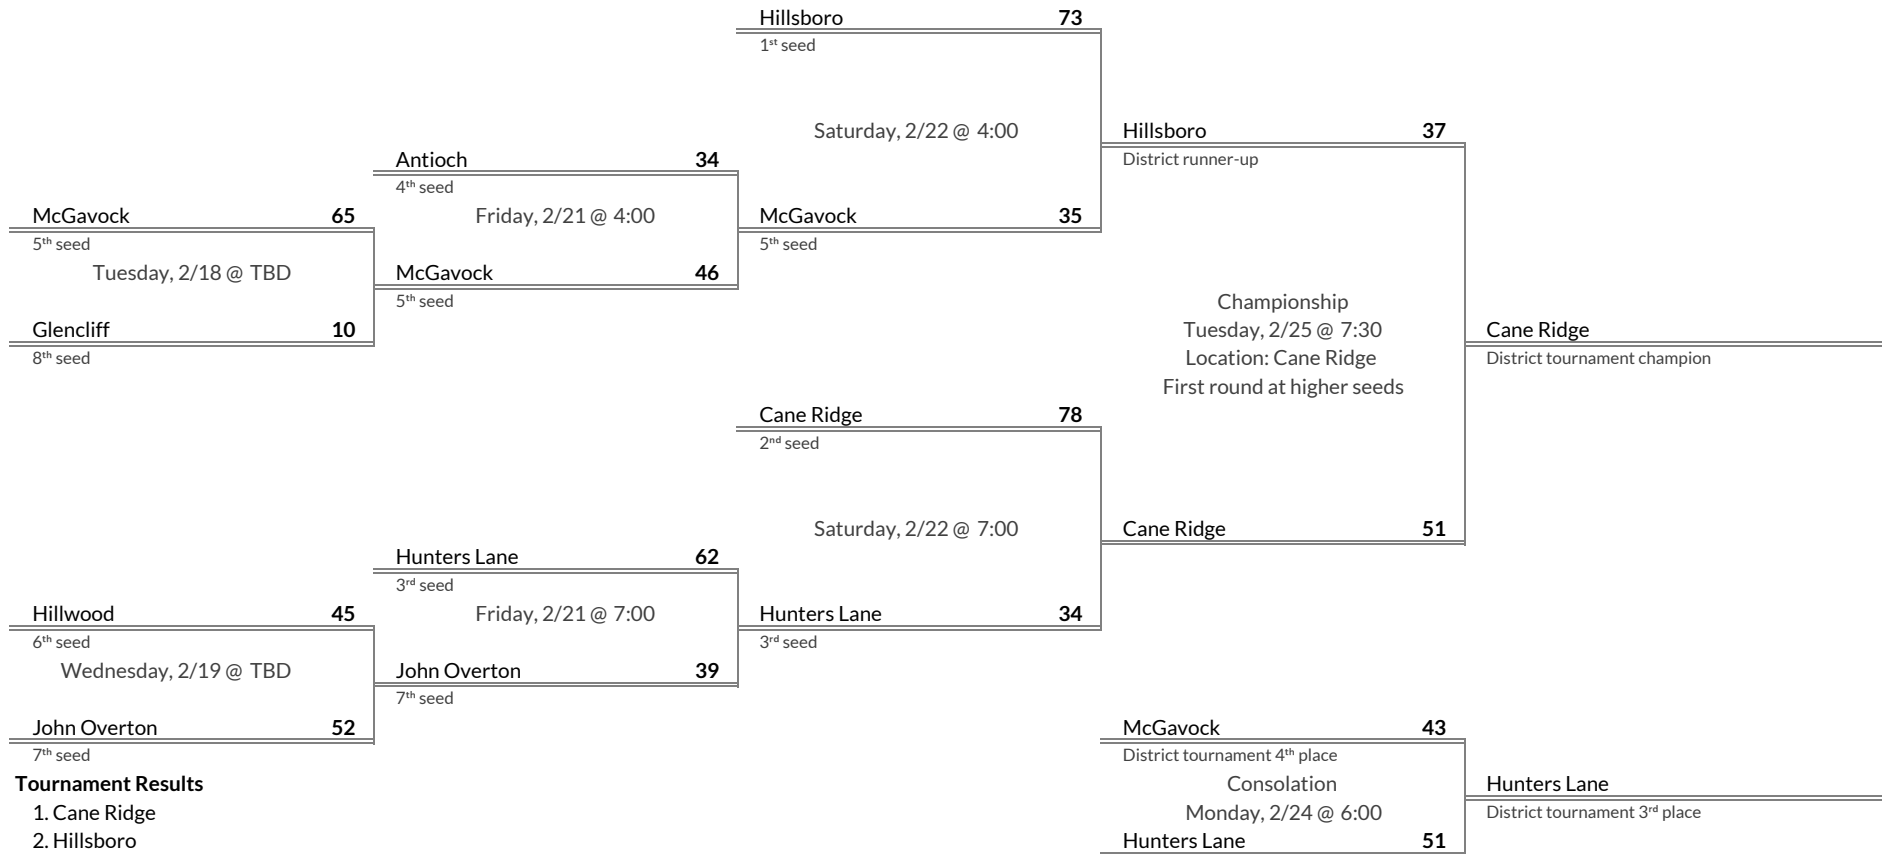 Hillsboro 73
1st seed
Saturday, 2/22 @ 4:00
Hillsboro 37
District runner-up
Antioch 34
4th seed
McGavock 65
5th seed
Friday, 2/21 @ 4:00
McGavock 35
5th seed
Tuesday, 2/18 @ TBD
McGavock 46
5th seed
Glencliff 10
8th seed
Championship
Tuesday, 2/25 @ 7:30
Location: Cane Ridge
First round at higher seeds
Cane Ridge
District tournament champion
Cane Ridge 78
2nd seed
Saturday, 2/22 @ 7:00
Cane Ridge 51
Hunters Lane 62
3rd seed
Hillwood 45
6th seed
Friday, 2/21 @ 7:00
Hunters Lane 34
3rd seed
Wednesday, 2/19 @ TBD
John Overton 39
7th seed
John Overton 52
7th seed
McGavock 43
District tournament 4th place
Consolation
Monday, 2/24 @ 6:00
Hunters Lane 51
Hunters Lane
District tournament 3rd place
Tournament Results
1. Cane Ridge
2. Hillsboro